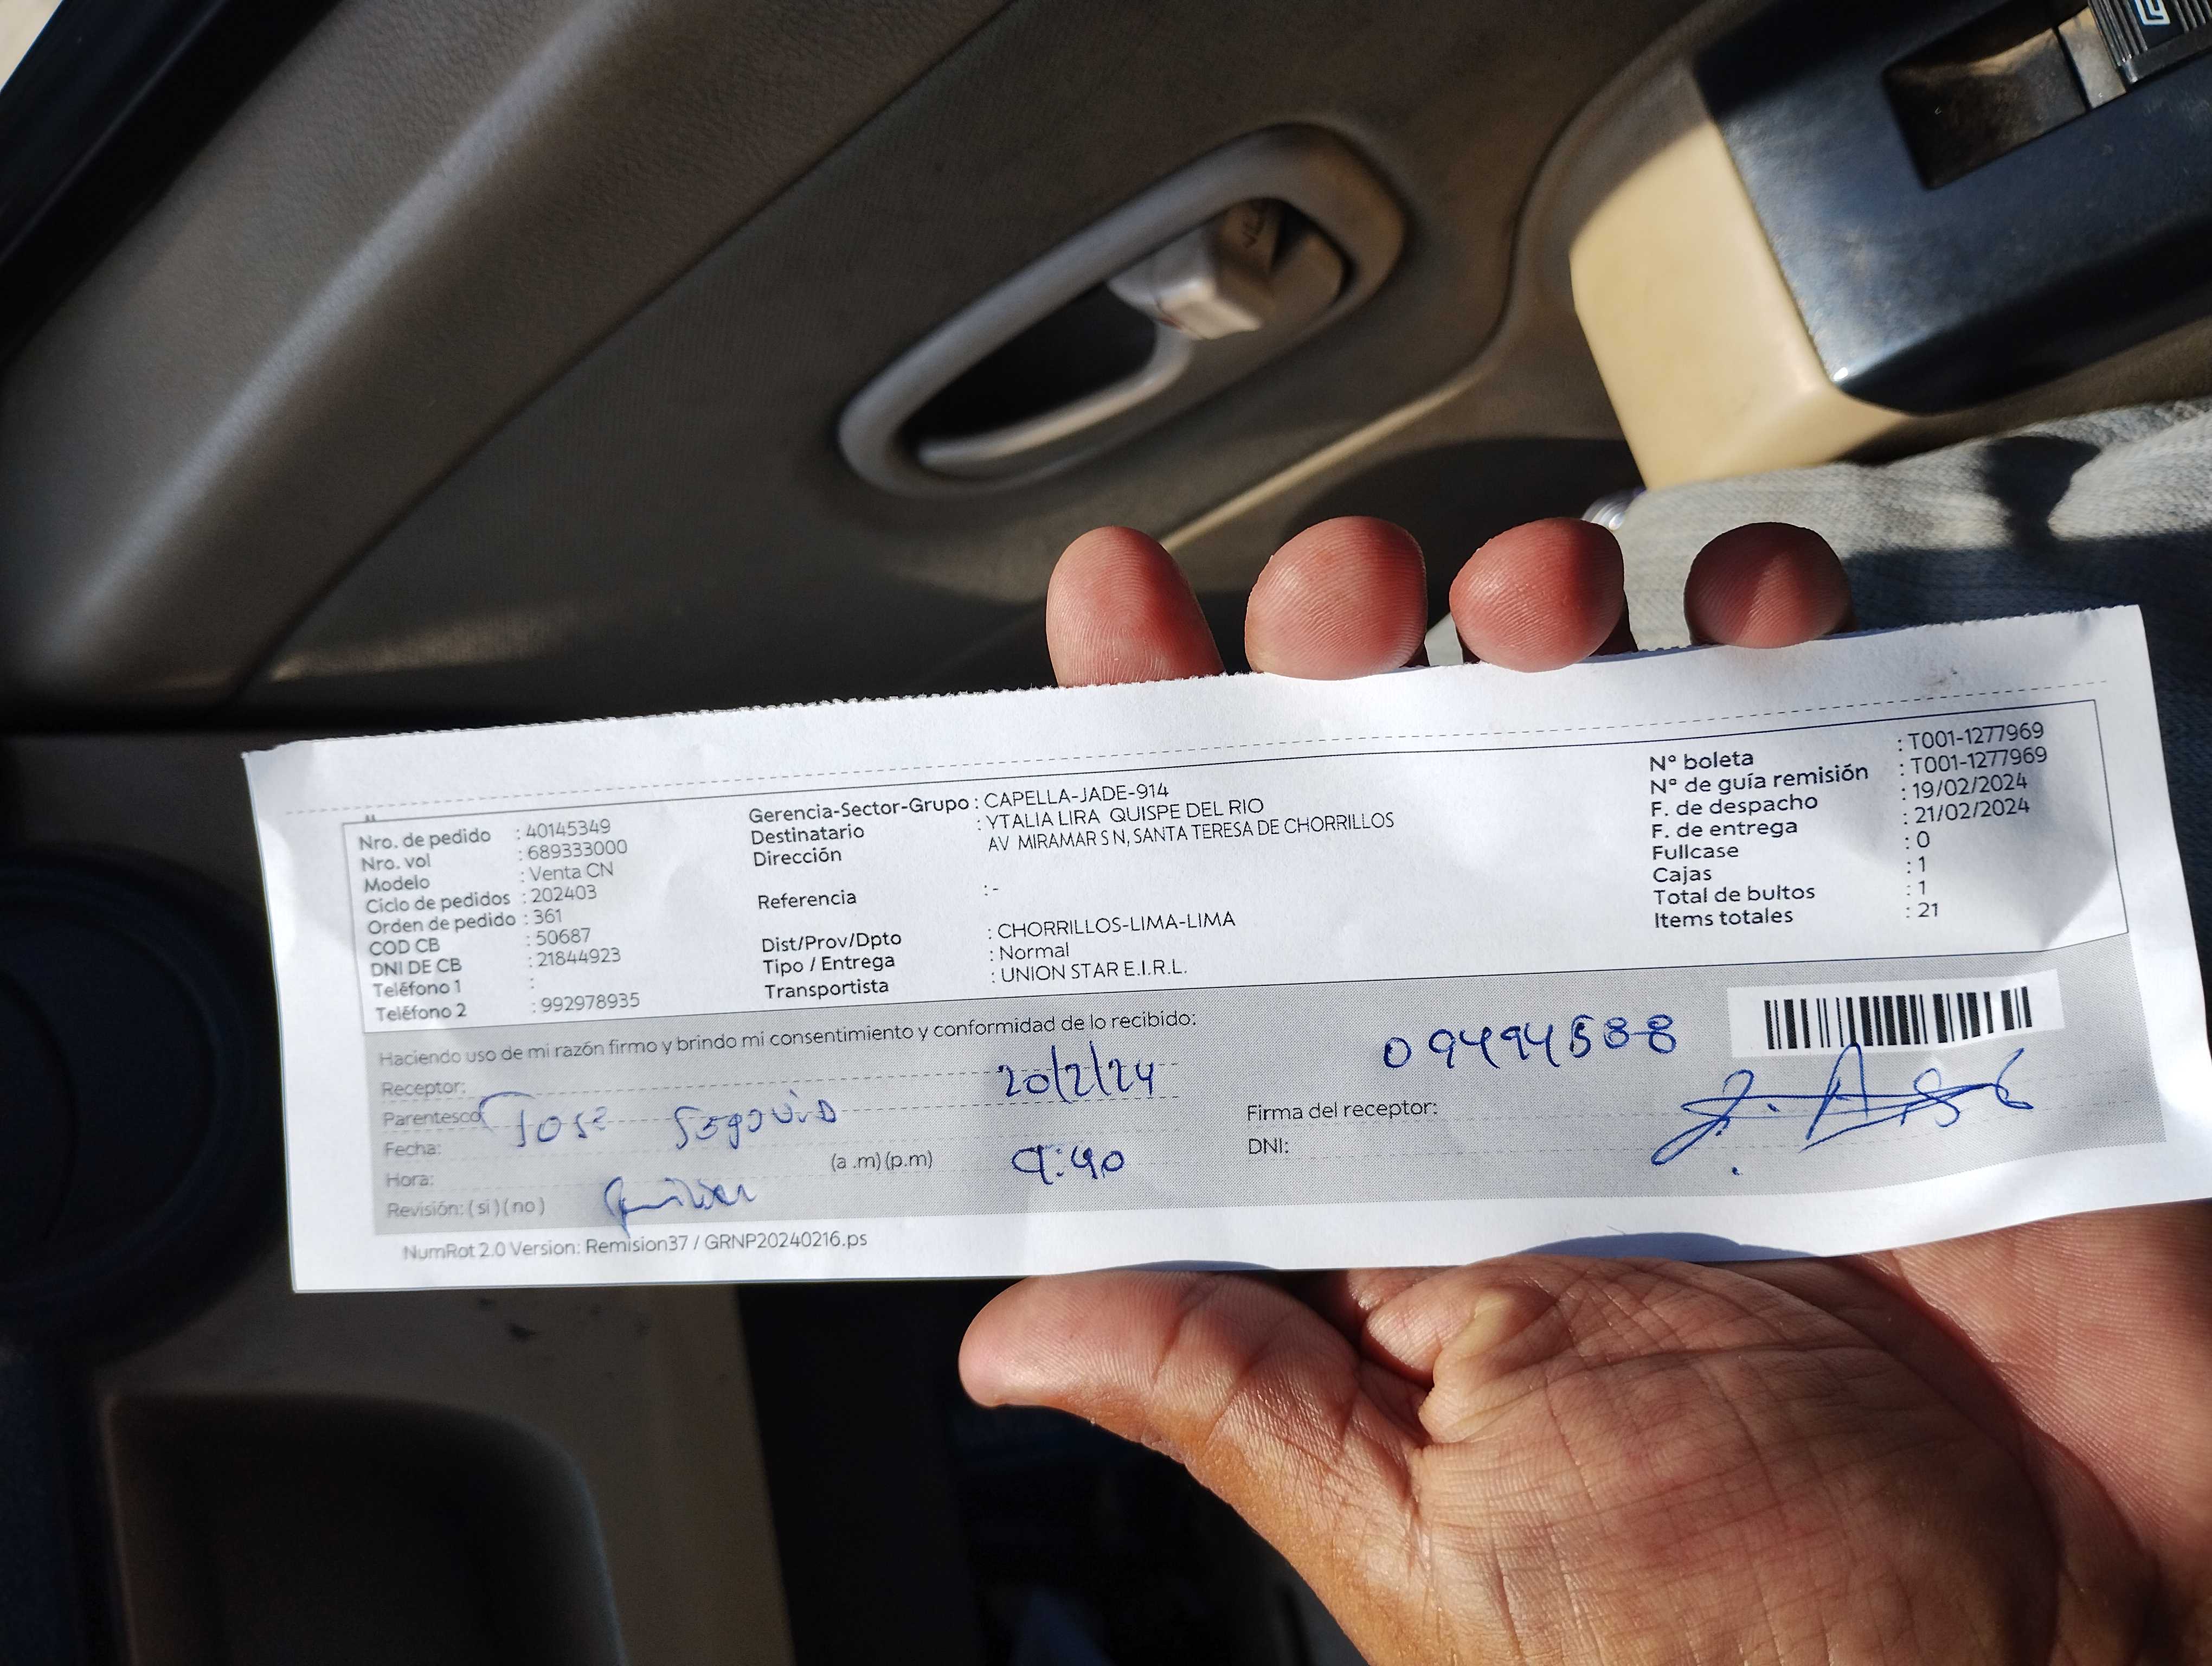 Nro. de pedido : 40145349
Nro. vol : 689333000
Modelo : Venta CN
Ciclo de pedidos : 202403
Orden de pedido : 361
COD CB : 50687
DNI DE CB : 21844923
Teléfono 1 :
Teléfono 2 : 992978935
Gerencia-Sector-Grupo : CAPELLA-JADE-914
Destinatario : YTALIA LIRA QUISPE DEL RIO
Dirección AV MIRAMAR S N, SANTA TERESA DE CHORRILLOS
Referencia : -
Dist/Prov/Dpto : CHORRILLOS-LIMA-LIMA
Tipo / Entrega : Normal
Transportista : UNION STAR E.I.R.L.
N° boleta : T001-1277969
N° de guía remisión : T001-1277969
F. de despacho : 19/02/2024
F. de entrega : 21/02/2024
Fullcase : 0
Cajas : 1
Total de bultos : 1
Items totales : 21
Haciendo uso de mi razón firmo y brindo mi consentimiento y conformidad de lo recibido:
Receptor:
Parentesco
Jose Segovia
20/2/24
Fecha:
Hora: (a .m) (p.m) 9:40
Revisión: ( si ) ( no )
Firma del receptor:
DNI:
NumRot 2.0 Version: Remision37 / GRNP20240216.ps